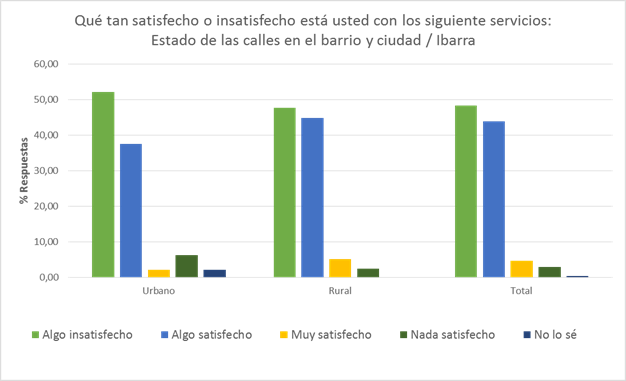 Qué tan satisfecho o insatisfecho está usted con los siguiente servicios:
Estado de las calles en el barrio y ciudad / Ibarra
% Respuestas
60,00
50,00
40,00
30,00
20,00
10,00
0,00
Urbano Rural Total
Algo insatisfecho Algo satisfecho Muy satisfecho Nada satisfecho No lo sé